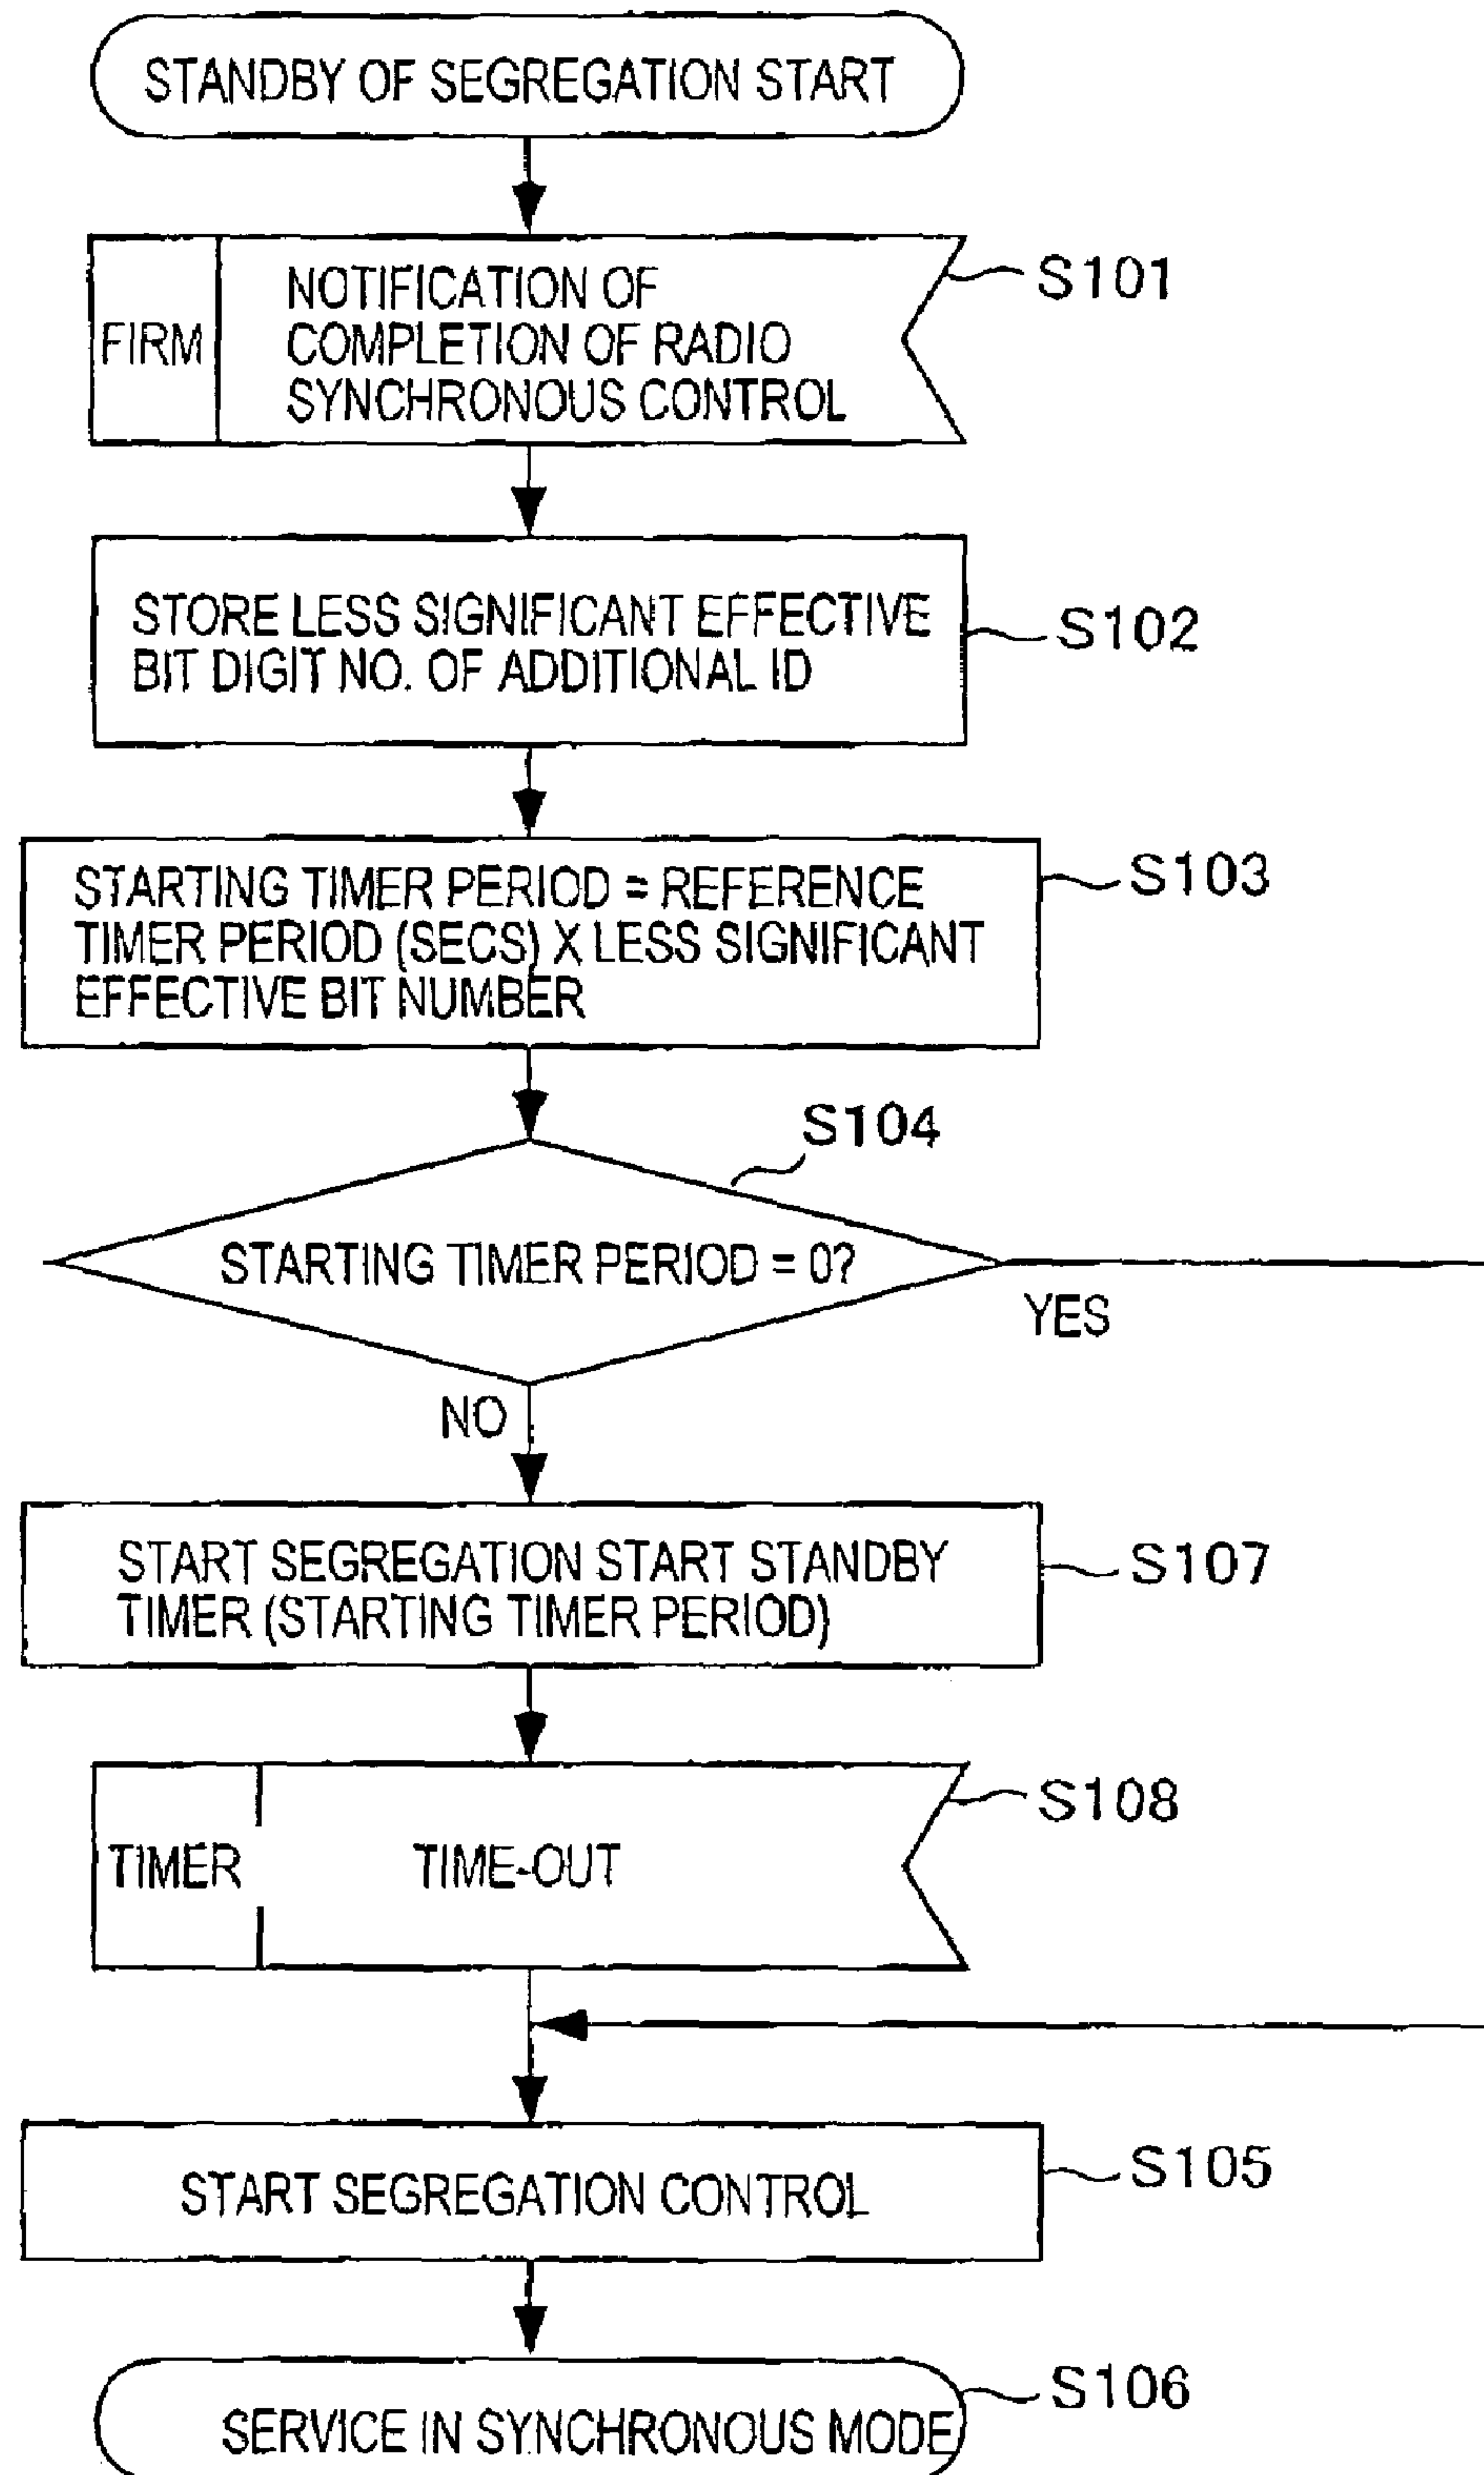 STANDBY OF SEGREGATION START
FIRM
NOTIFICATION OF
COMPLETION OF RADIO
SYNCHRONOUS CONTROL
S101
STORE LESS SIGNIFICANT EFFECTIVE
BIT DIGIT NO. OF ADDITIONAL ID
S102
STARTING TIMER PERIOD = REFERENCE
TIMER PERIOD (SECS) X LESS SIGNIFICANT
EFFECTIVE BIT NUMBER
S103
S104
STARTING TIMER PERIOD = 0?
YES
NO
START SEGREGATION START STANDBY
TIMER (STARTING TIMER PERIOD)
S107
TIMER
TIME-OUT
S108
START SEGREGATION CONTROL
S105
SERVICE IN SYNCHRONOUS MODE
S106